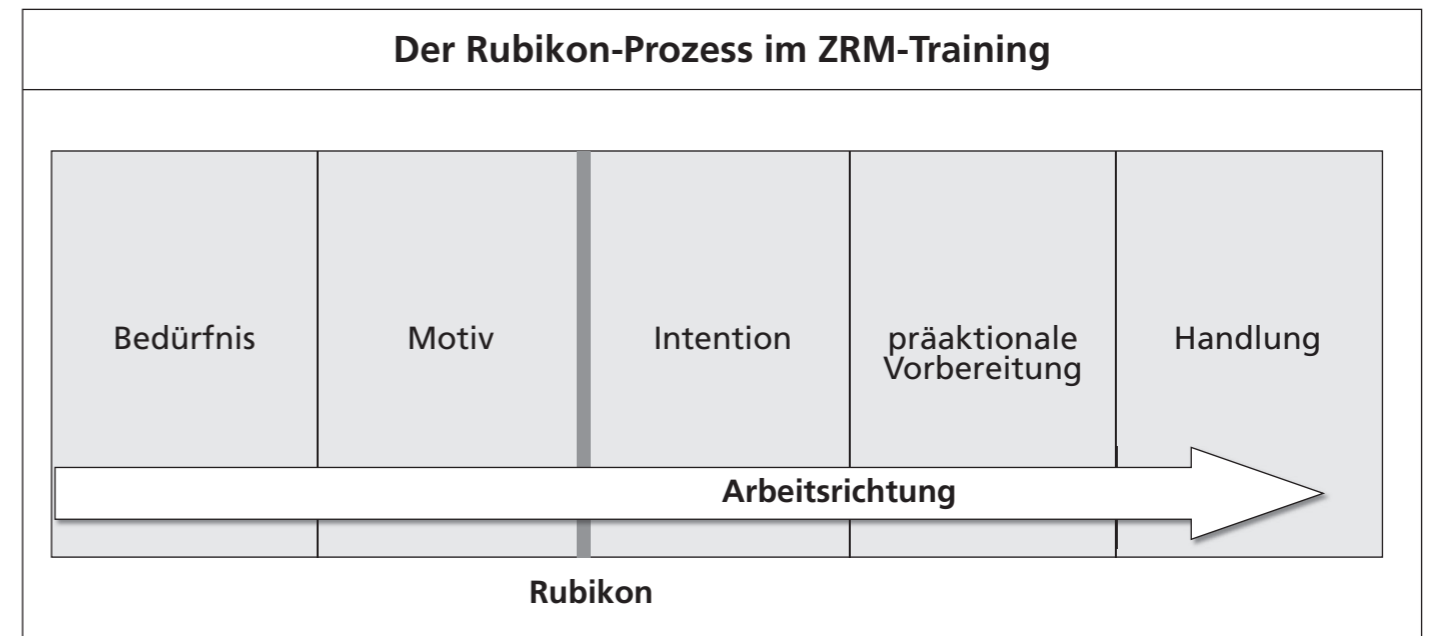 Der Rubikon-Prozess im ZRM-Training
Bedürfnis
Motiv
Intention
präaktionale
Vorbereitung
Handlung
Arbeitsrichtung
Rubikon